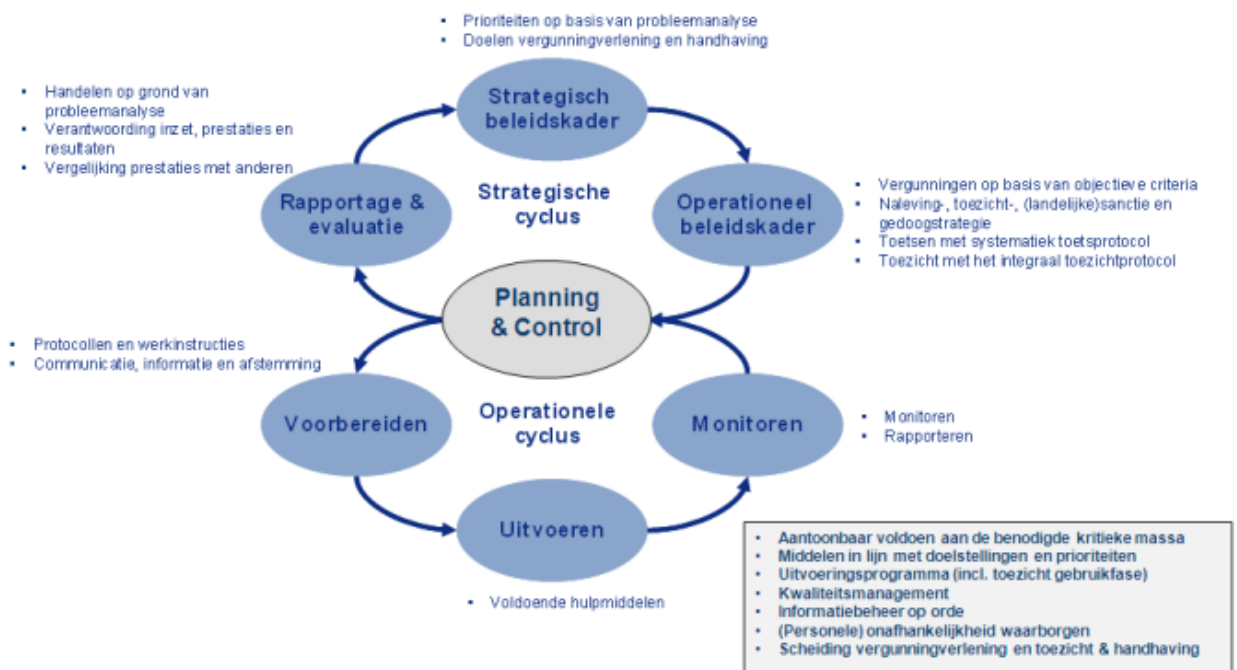 Prioriteiten op basis van probleemanalyse
Doelen vergunningverlening en handhaving
Handelen op grond van
probleemanalyse
Verantwoording inzet, prestaties en
resultaten
Vergelijking prestaties met anderen
Strategisch
beleidskader
Rapportage &
evaluatie
Strategische
cyclus
Operationeel
beleidskader
Vergunningen op basis van objectieve criteria
Naleving-, toezicht-, (landelijke)sanctie en
gedoogstrategie
Toetsen met systematiek toetsprotocol
Toezicht met het integraal toezichtprotocol
Planning
& Control
Protocollen en werkinstructies
Communicatie, informatie en afstemming
Voorbereiden
Operationele
cyclus
Monitoren
Monitoren
Rapporteren
Uitvoeren
Voldoende hulpmiddelen
Aantoonbaar voldoen aan de benodigde kritieke massa
Middelen in lijn met doelstellingen en prioriteiten
Uitvoeringsprogramma (incl. toezicht gebruikfase)
Kwaliteitsmanagement
Informatiebeheer op orde
(Personele) onafhankelijkheid waarborgen
Scheiding vergunningverlening en toezicht & handhaving